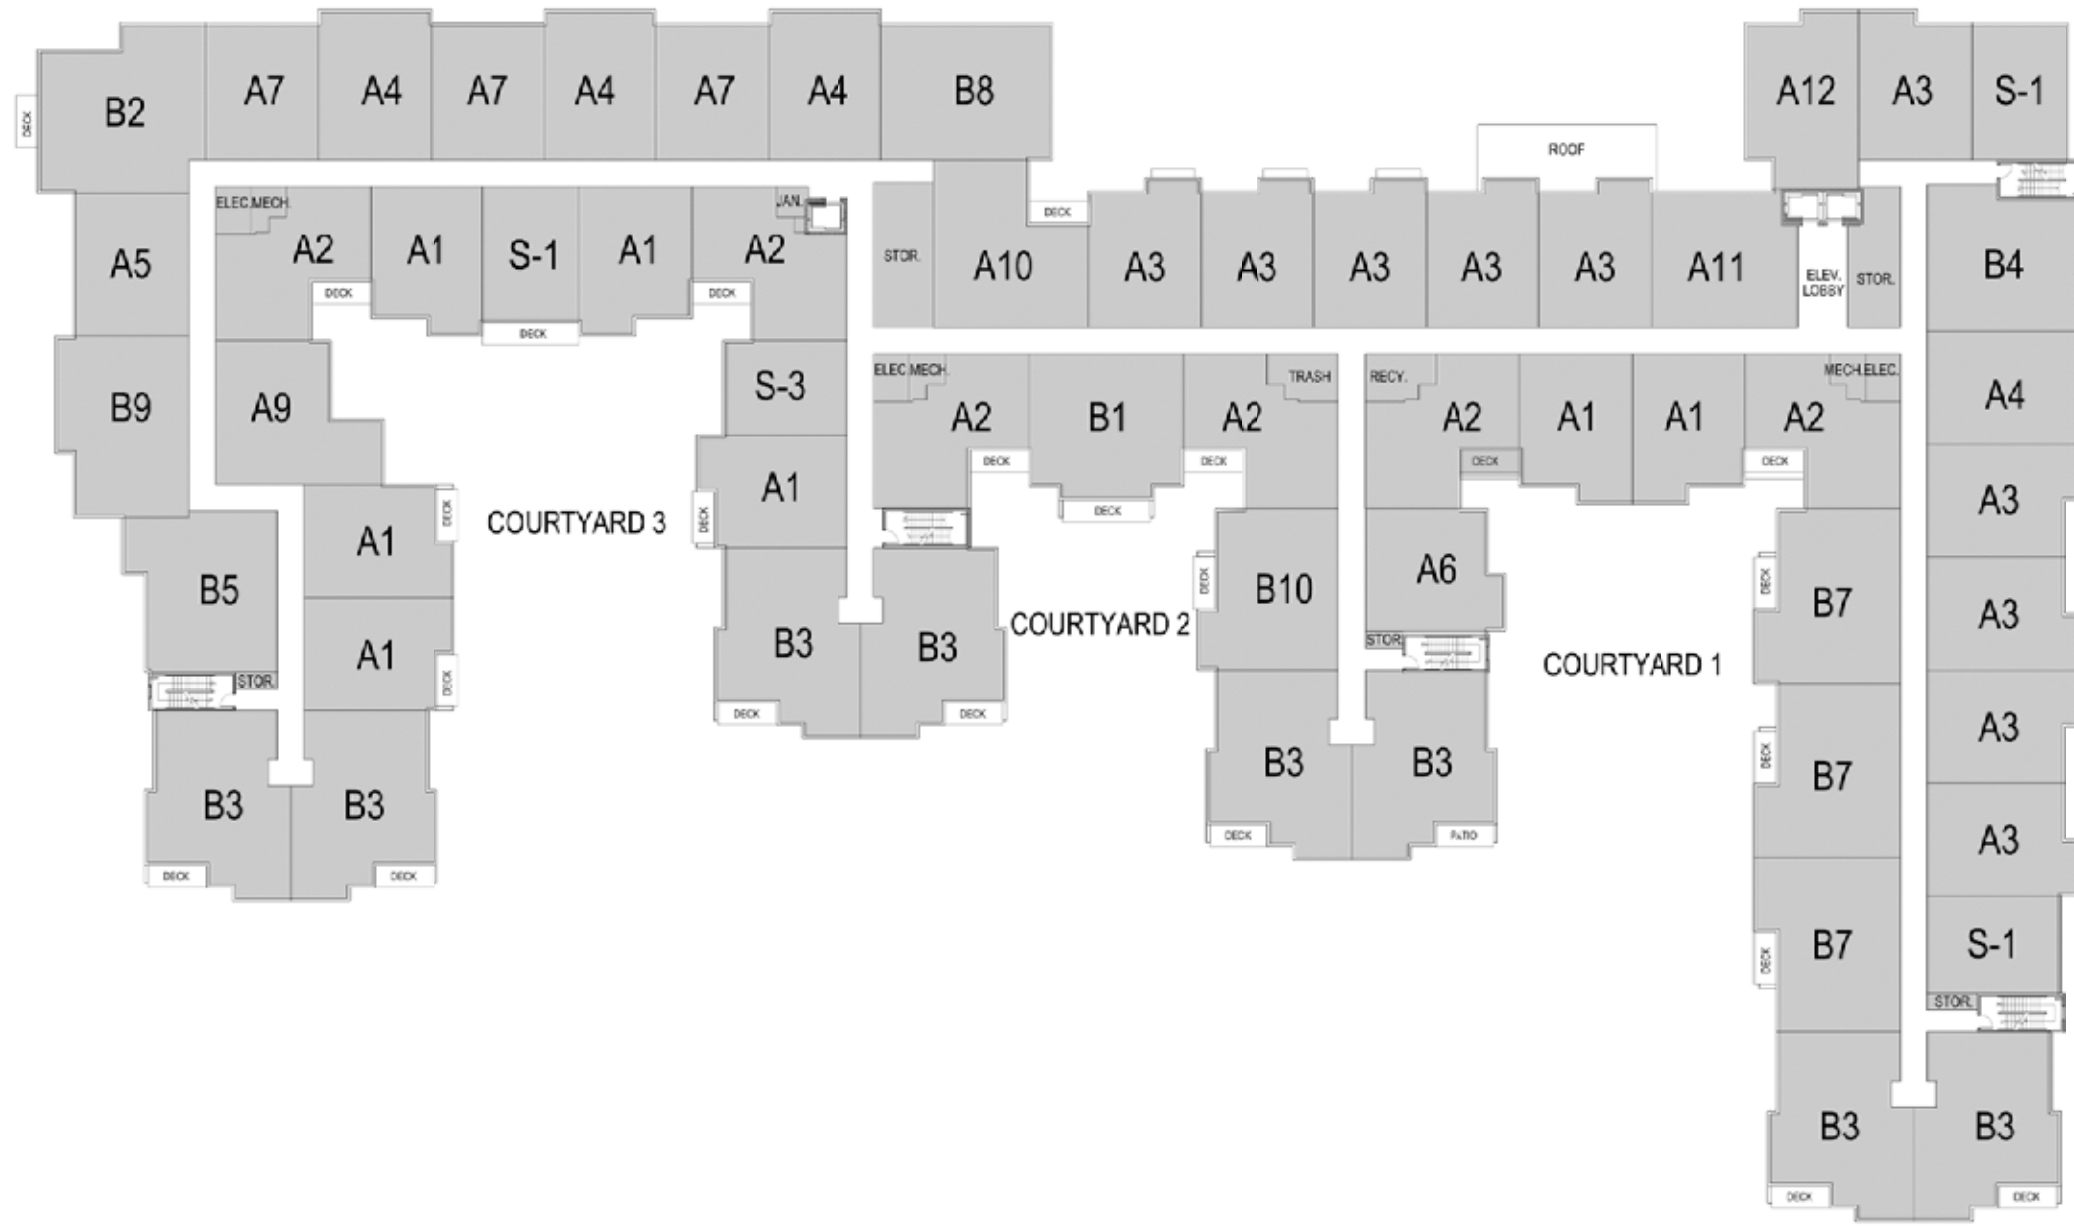 B2
A7
A4
A7
A4
A7
A4
B8
A12
A3
S-1
DECK
ROOF
ELEC.
MECH.
JAN.
A5
A2
A1
S-1
A1
A2
DECK
DECK
DECK
STOR.
A10
DECK
A3
A3
A3
A3
A3
A11
ELEV.
LOBBY
STOR.
B4
B9
A9
S-3
A1
DECK
ELEC.
MECH.
A2
B1
A2
TRASH
DECK
DECK
DECK
RECY.
A2
A1
A1
A2
MECH.
ELEC.
DECK
DECK
A4
A3
A3
A3
A3
S-1
STOR.
COURTYARD 3
A1
DECK
A1
DECK
B5
STOR.
B3
B3
DECK
DECK
B3
B3
DECK
DECK
COURTYARD 2
B10
DECK
A6
STOR.
B3
B3
DECK
PATIO
COURTYARD 1
B7
DECK
B7
DECK
B7
DECK
B3
B3
DECK
DECK